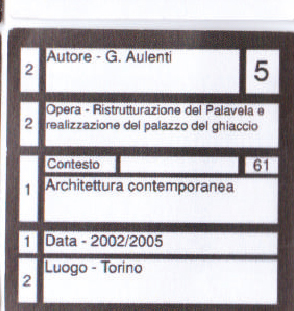 2 Autore - G. Aulenti 5
2 Opera - Ristrutturazione del Palavela e
realizzazione del palazzo del ghiaccio
Contesto 61
1 Architettura contemporanea
1 Data - 2002/2005
2 Luogo - Torino